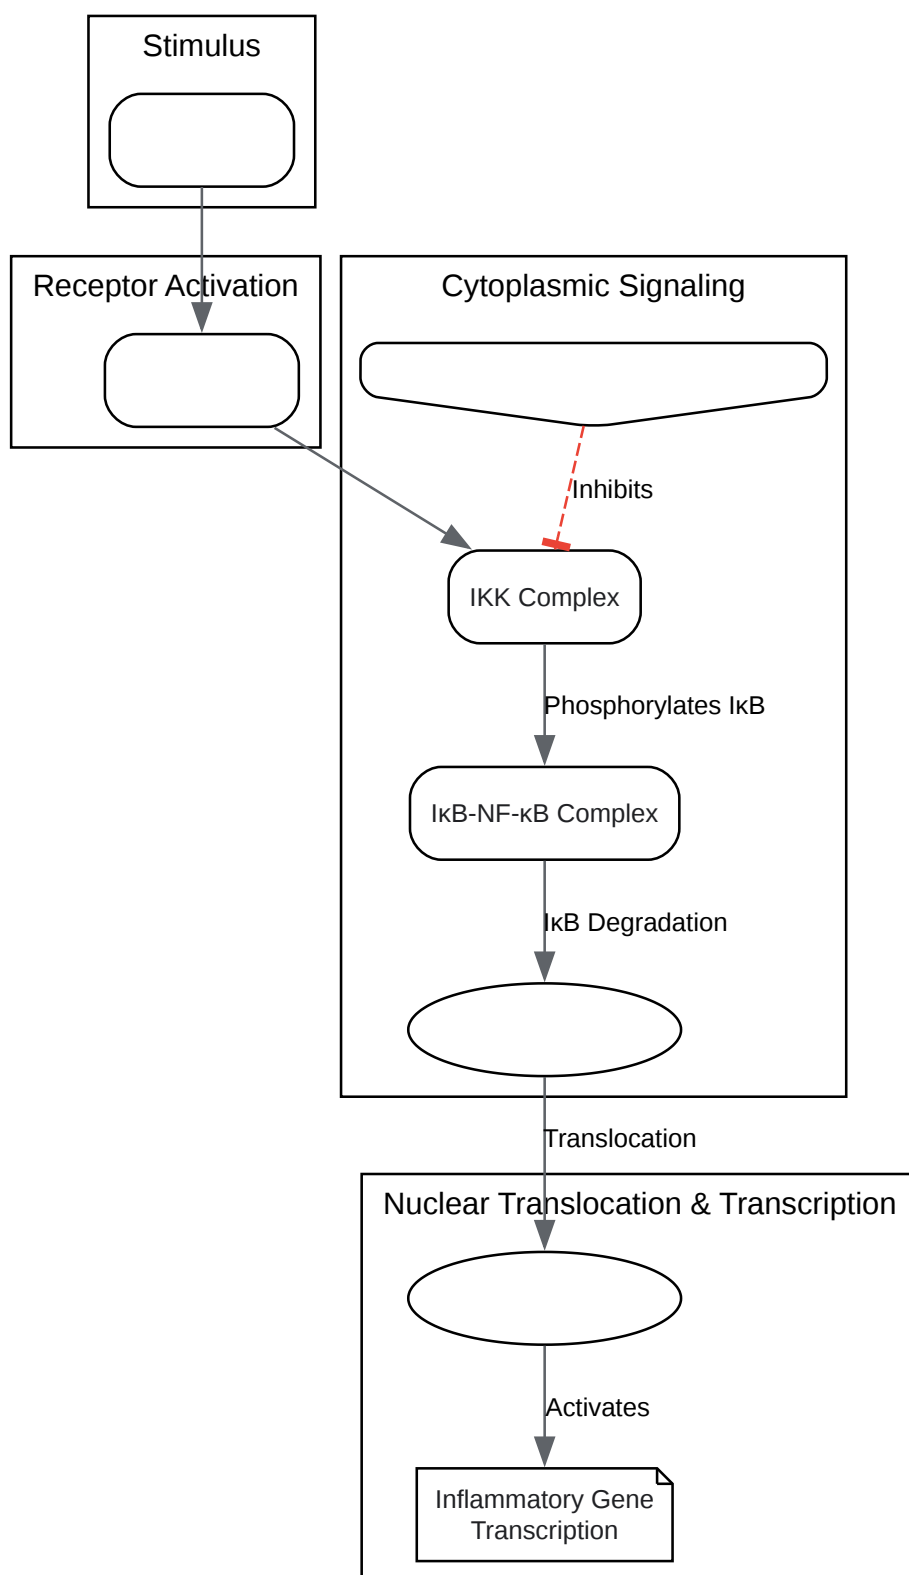 Stimulus
Receptor Activation
Cytoplasmic Signaling
Inhibits
IKK Complex
Phosphorylates IκB
IκB-NF-κB Complex
IκB Degradation
Translocation
Nuclear Translocation & Transcription
Activates
Inflammatory Gene
Transcription